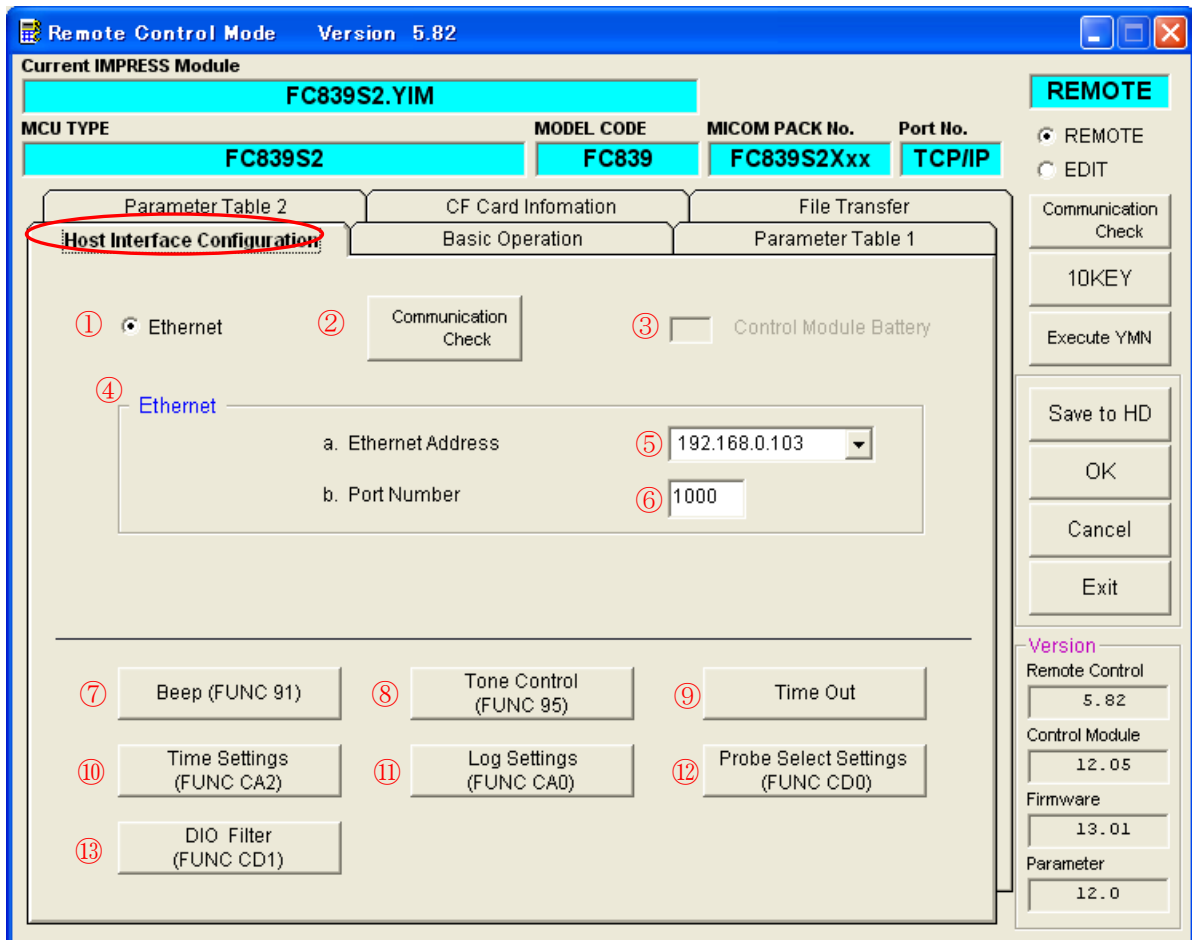 Remote Control Mode Version 5.82
Current IMPRESS Module
FC839S2.YIM
REMOTE
MCU TYPE
MODEL CODE
MICOM PACK No.
Port No.
FC839S2
FC839
FC839S2Xxx
TCP/IP
REMOTE
EDIT
Parameter Table 2
CF Card Infomation
File Transfer
Host Interface Configuration
Basic Operation
Parameter Table 1
Communication
Check
10KEY
Execute YMN
① Ethernet
② Communication
Check
③ Control Module Battery
④ Ethernet
a. Ethernet Address ⑤ 192.168.0.103
b. Port Number ⑥ 1000
Save to HD
OK
Cancel
Exit
⑦ Beep (FUNC 91)
⑧ Tone Control
(FUNC 95)
⑨ Time Out
⑩ Time Settings
(FUNC CA2)
⑪ Log Settings
(FUNC CA0)
⑫ Probe Select Settings
(FUNC CD0)
⑬ DIO Filter
(FUNC CD1)
Version
Remote Control
5.82
Control Module
12.05
Firmware
13.01
Parameter
12.0